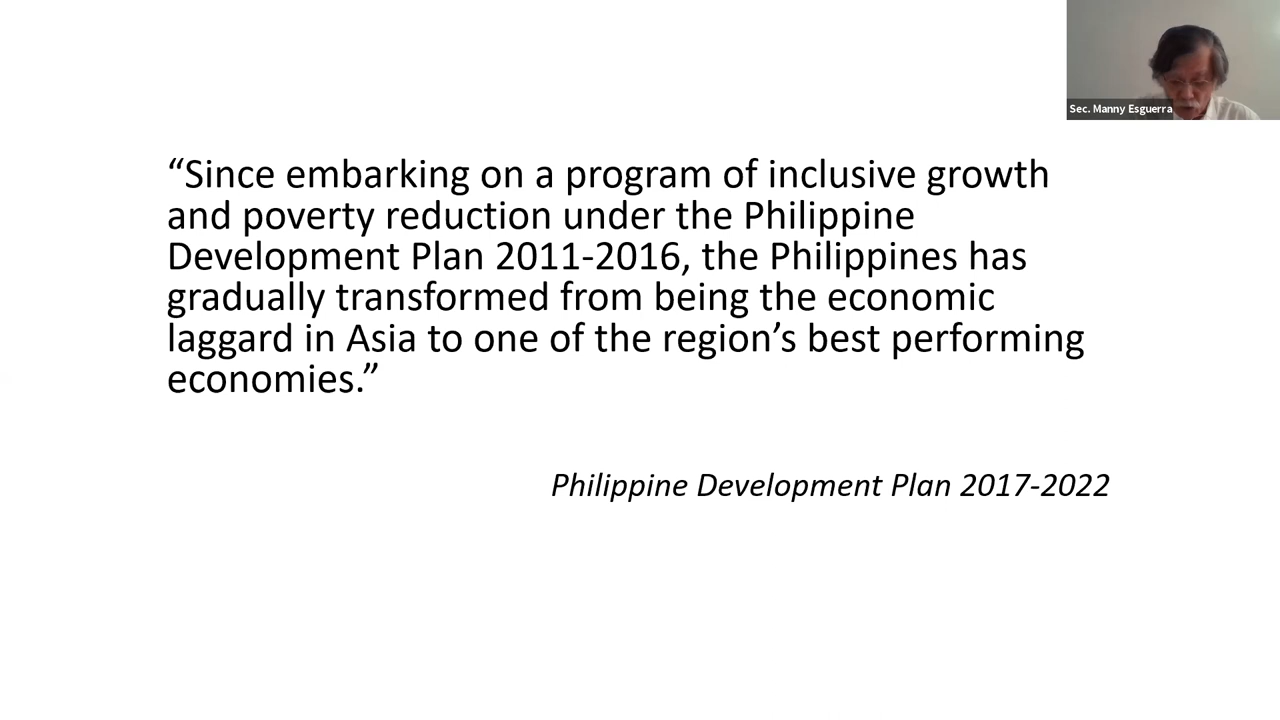 Sec. Manny Esguerra
“Since embarking on a program of inclusive growth
and poverty reduction under the Philippine
Development Plan 2011-2016, the Philippines has
gradually transformed from being the economic
laggard in Asia to one of the region’s best performing
economies.”
Philippine Development Plan 2017-2022